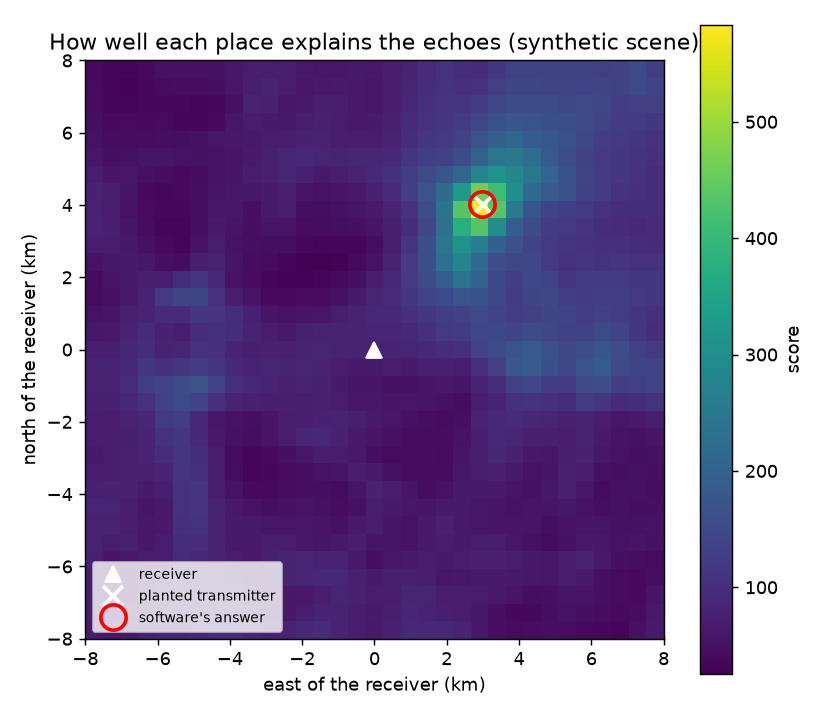 How well each place explains the echoes (synthetic scene)
8
6
4
2
0
−2
−4
−6
−8
north of the receiver (km)
receiver
planted transmitter
software's answer
−8 −6 −4 −2 0 2 4 6 8
east of the receiver (km)
500
400
300
200
100
score